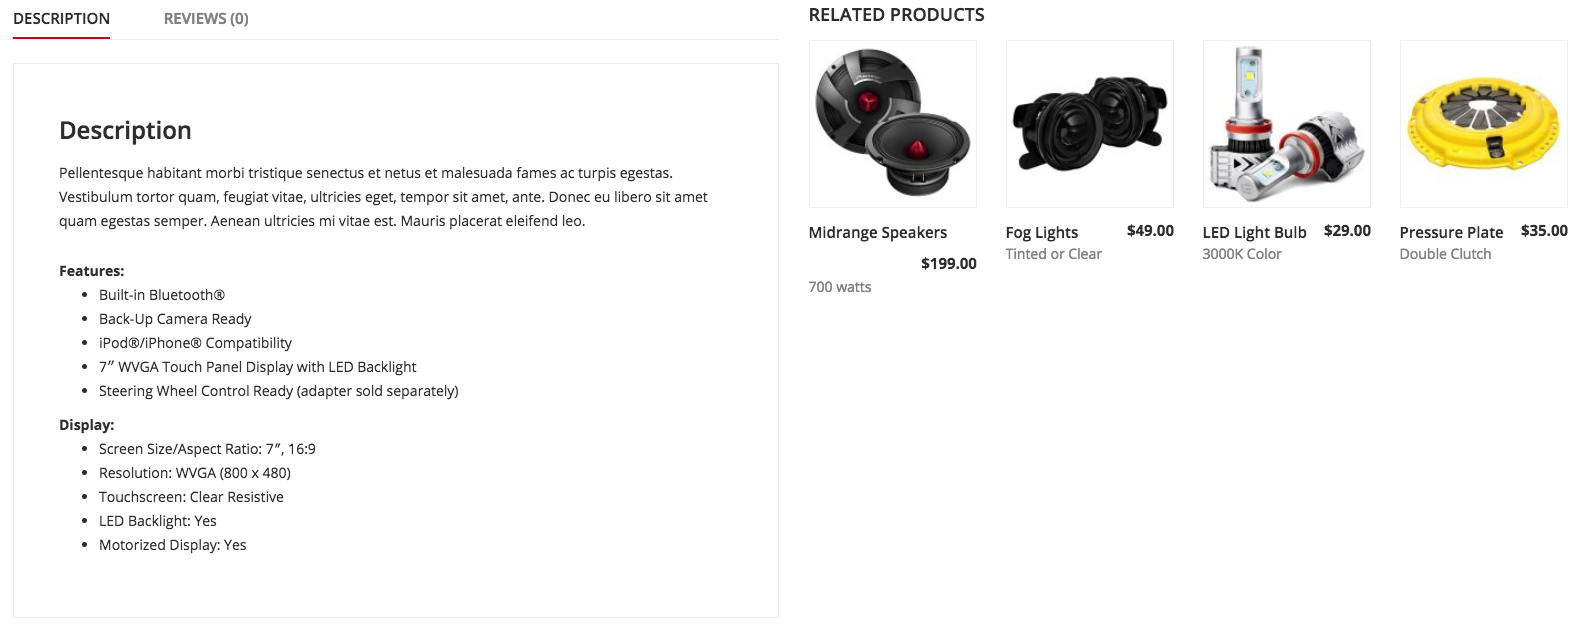 DESCRIPTION
REVIEWS (0)
Description
Pellentesque habitant morbi tristique senectus et netus et malesuada fames ac turpis egestas.
Vestibulum tortor quam, feugiat vitae, ultricies eget, tempor sit amet, ante. Donec eu libero sit amet
quam egestas semper. Aenean ultricies mi vitae est. Mauris placerat eleifend leo.
Features:
• Built-in Bluetooth®
• Back-Up Camera Ready
• iPod®/iPhone® Compatibility
• 7″ WVGA Touch Panel Display with LED Backlight
• Steering Wheel Control Ready (adapter sold separately)
Display:
• Screen Size/Aspect Ratio: 7″, 16:9
• Resolution: WVGA (800 x 480)
• Touchscreen: Clear Resistive
• LED Backlight: Yes
• Motorized Display: Yes
RELATED PRODUCTS
Midrange Speakers
$199.00
700 watts
Fog Lights $49.00
Tinted or Clear
LED Light Bulb $29.00
3000K Color
Pressure Plate $35.00
Double Clutch